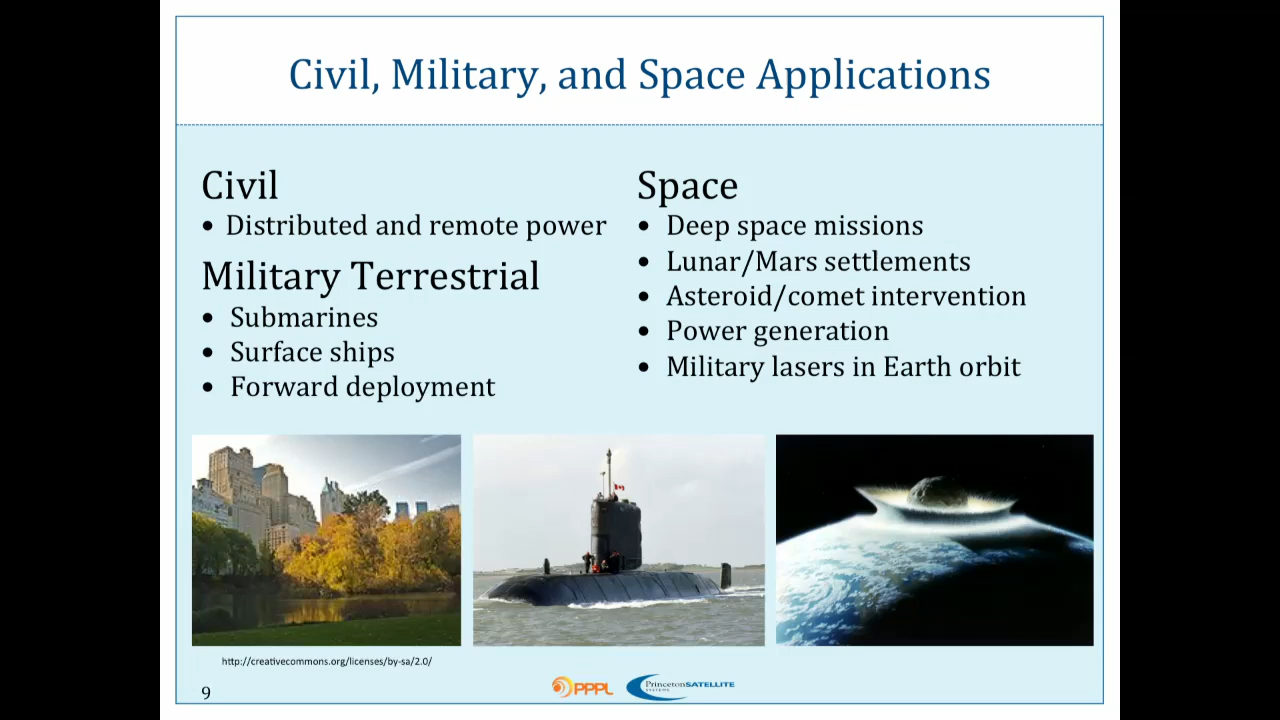 Civil, Military, and Space Applications
Civil
• Distributed and remote power
Military Terrestrial
• Submarines
• Surface ships
• Forward deployment
Space
• Deep space missions
• Lunar/Mars settlements
• Asteroid/comet intervention
• Power generation
• Military lasers in Earth orbit
http://creativecommons.org/licenses/by-sa/2.0/
9
PPPL
PrincetonSATELLITE
SYSTEMS